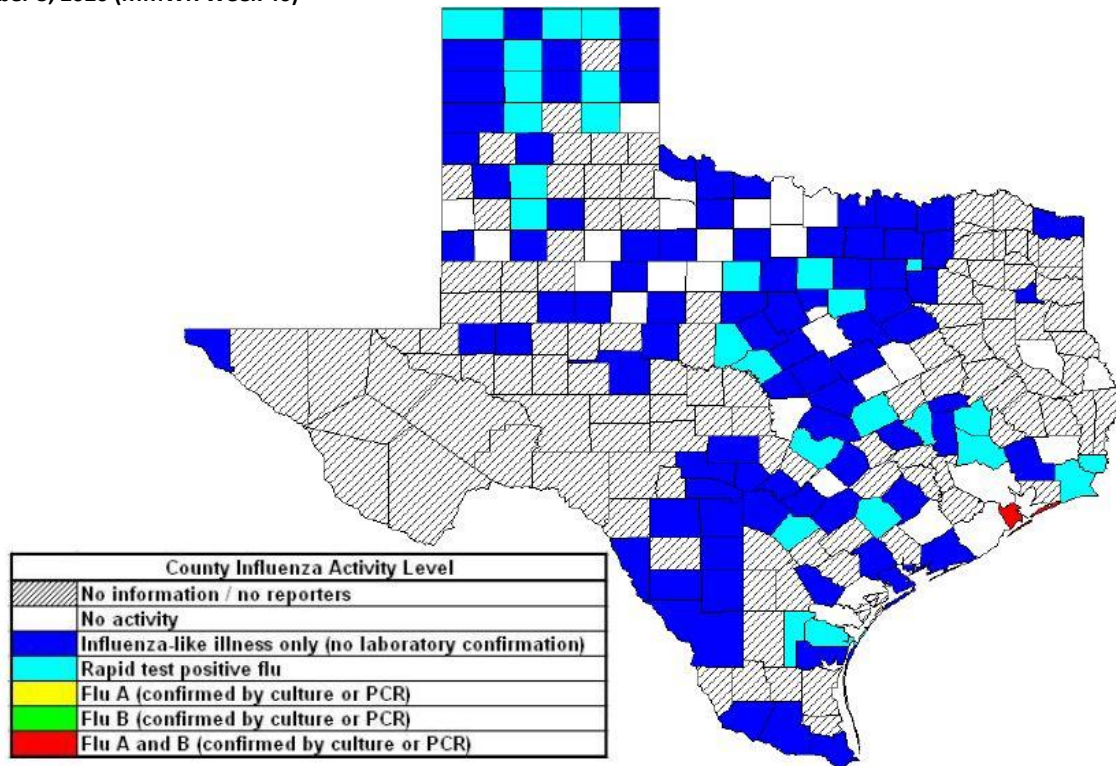 County Influenza Activity Level
No information / no reporters
No activity
Influenza-like illness only (no laboratory confirmation)
Rapid test positive flu
Flu A (confirmed by culture or PCR)
Flu B (confirmed by culture or PCR)
Flu A and B (confirmed by culture or PCR)